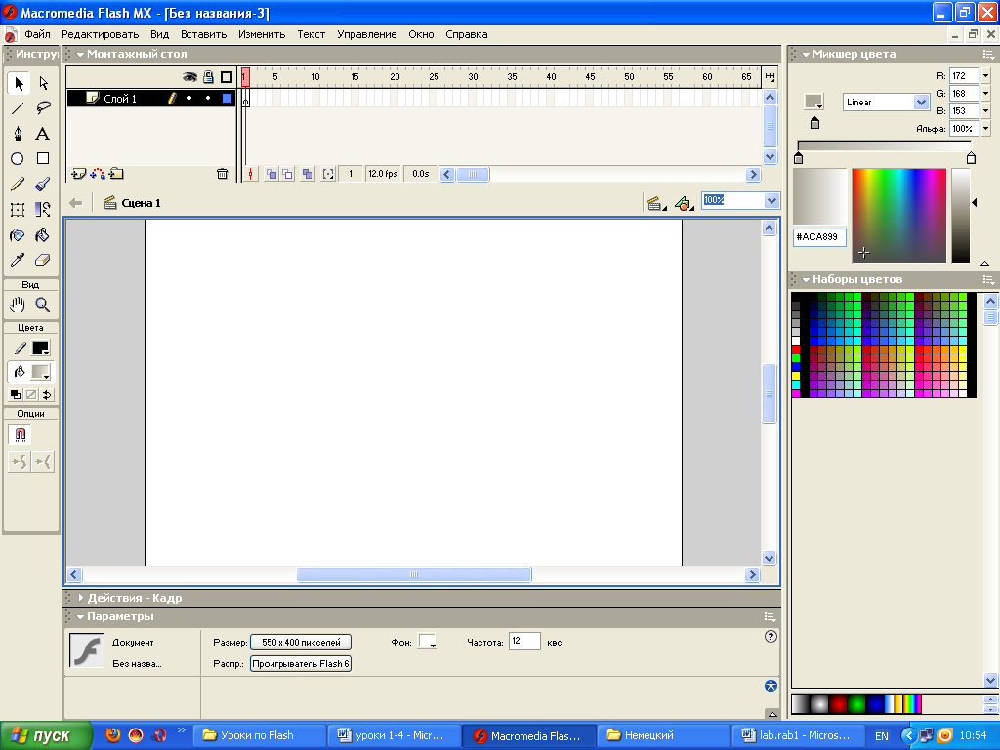 Macromedia Flash MX - [Без названия-3]
Файл Редактировать Вид Вставить Изменить Текст Управление Окно Справка
Инстру
Монтажный стол
1 5 10 15 20 25 30 35 40 45 50 55 60 65
Слой 1
1 12.0 fps 0.0s
Сцена 1
100%
Вид
Цвета
Опции
Действия - Кадр
Параметры
Документ
Без назва...
Размер: 550 x 400 пикселей
Фон:
Частота: 12 квс
Распр.: Проигрыватель Flash 6
Микшер цвета
Linear
R: 172
G: 168
B: 153
Альфа: 100%
#ACA899
Наборы цветов
пуск
Уроки по Flash
уроки 1-4 - Micr...
Macromedia Flas...
Немецкий
lab.rab1 - Micros...
EN
10:54